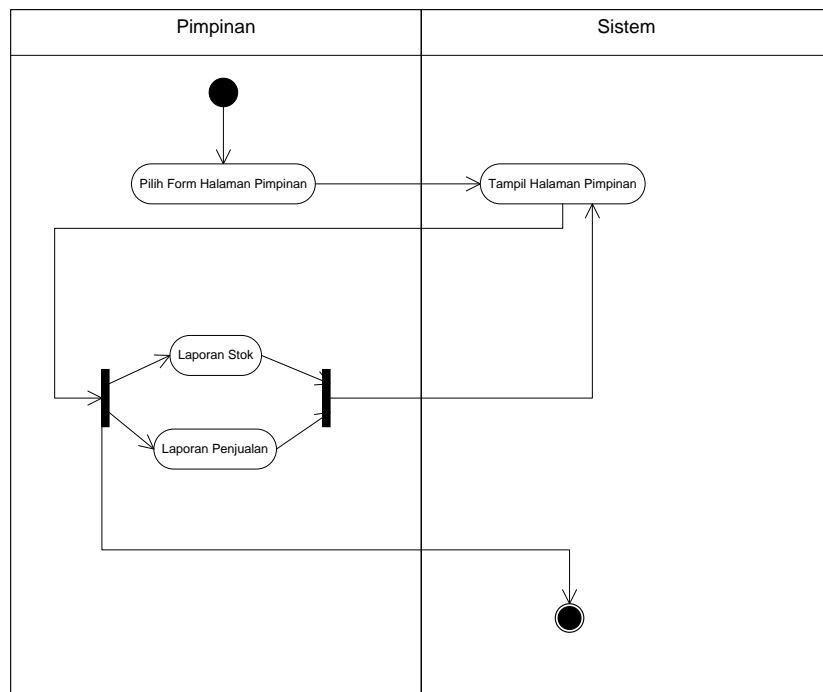 Pimpinan
Sistem
Pilih Form Halaman Pimpinan
Tampil Halaman Pimpinan
Laporan Stok
Laporan Penjualan